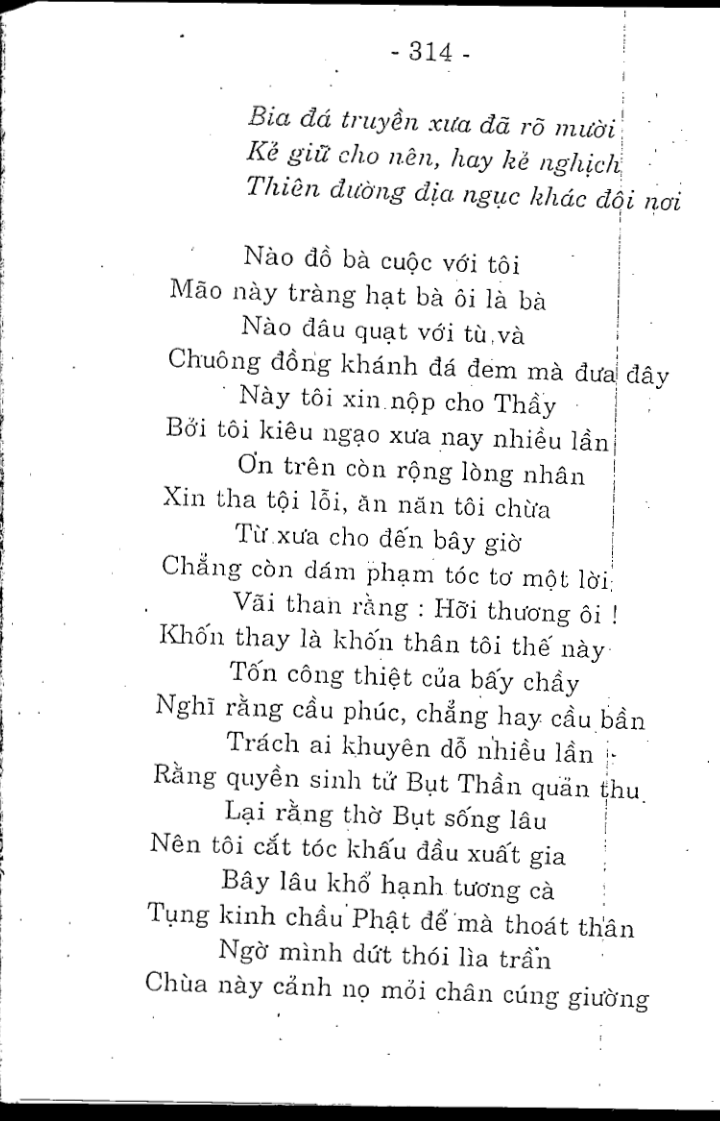 - 314 -
Bia đá truyền xưa đã rõ mười
Kẻ giữ cho nên, hay kẻ nghịch
Thiên đường địa ngục khác đôi nơi
Nào đồ bà cuộc với tôi
Mão này tràng hạt bà ôi là bà
Nào đâu quạt với tù và
Chuông đồng khánh đá đem mà đưa đây
Này tôi xin nộp cho Thầy
Bởi tôi kiêu ngạo xưa nay nhiều lần
Ơn trên còn rộng lòng nhân
Xin tha tội lỗi, ăn năn tôi chừa
Từ xưa cho đến bây giờ
Chẳng còn dám phạm tóc tơ một lời
Vãi than rằng : Hỡi thương ôi !
Khốn thay là khốn thân tôi thế này
Tốn công thiệt của bấy chầy
Nghĩ rằng cầu phúc, chẳng hay cầu bần
Trách ai khuyên dỗ nhiều lần
Rằng quyền sinh tử Bụt Thần quản thu
Lại rằng thờ Bụt sống lâu
Nên tôi cắt tóc khấu đầu xuất gia
Bây lâu khổ hạnh tương cà
Tụng kinh chầu Phật để mà thoát thân
Ngờ mình dứt thói lìa trần
Chùa này cảnh nọ mỏi chân cúng giường